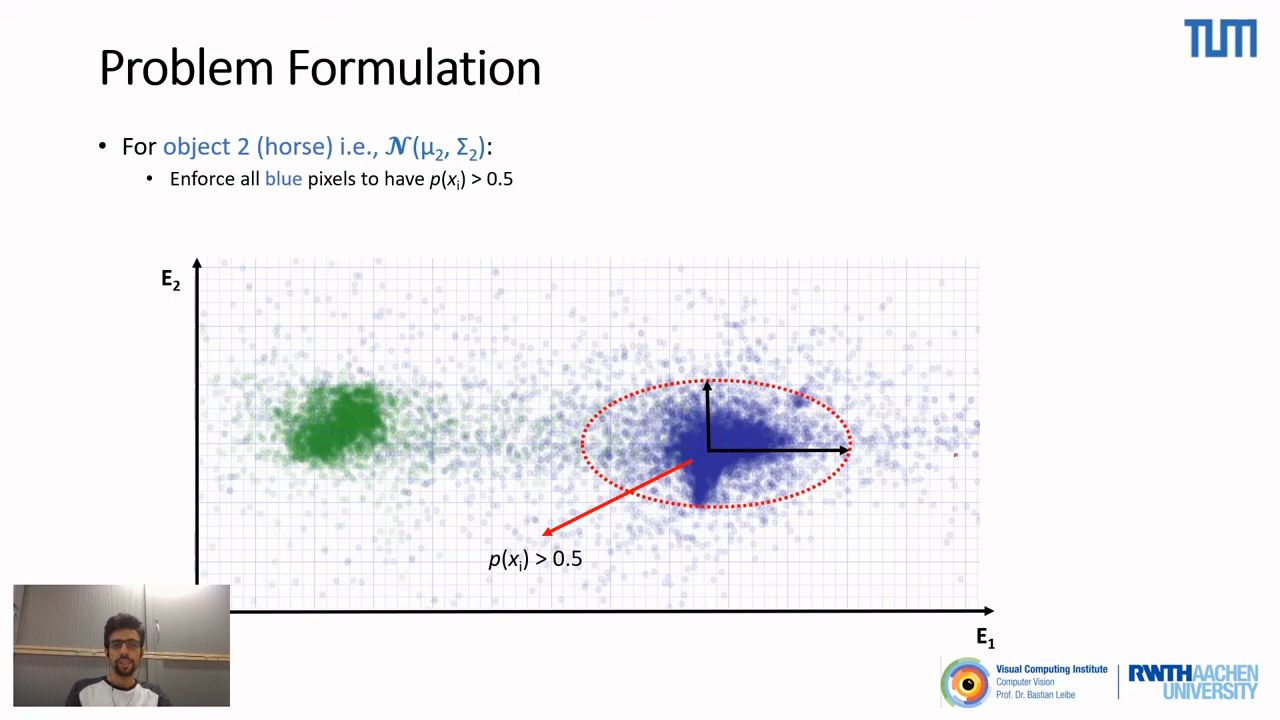 TUM
Problem Formulation
• For object 2 (horse) i.e., 𝓝(μ₂, Σ₂):
• Enforce all blue pixels to have p(xᵢ) > 0.5
E₂
p(xᵢ) > 0.5
E₁
Visual Computing Institute
Computer Vision
Prof. Dr. Bastian Leibe
RWTHAACHEN
UNIVERSITY